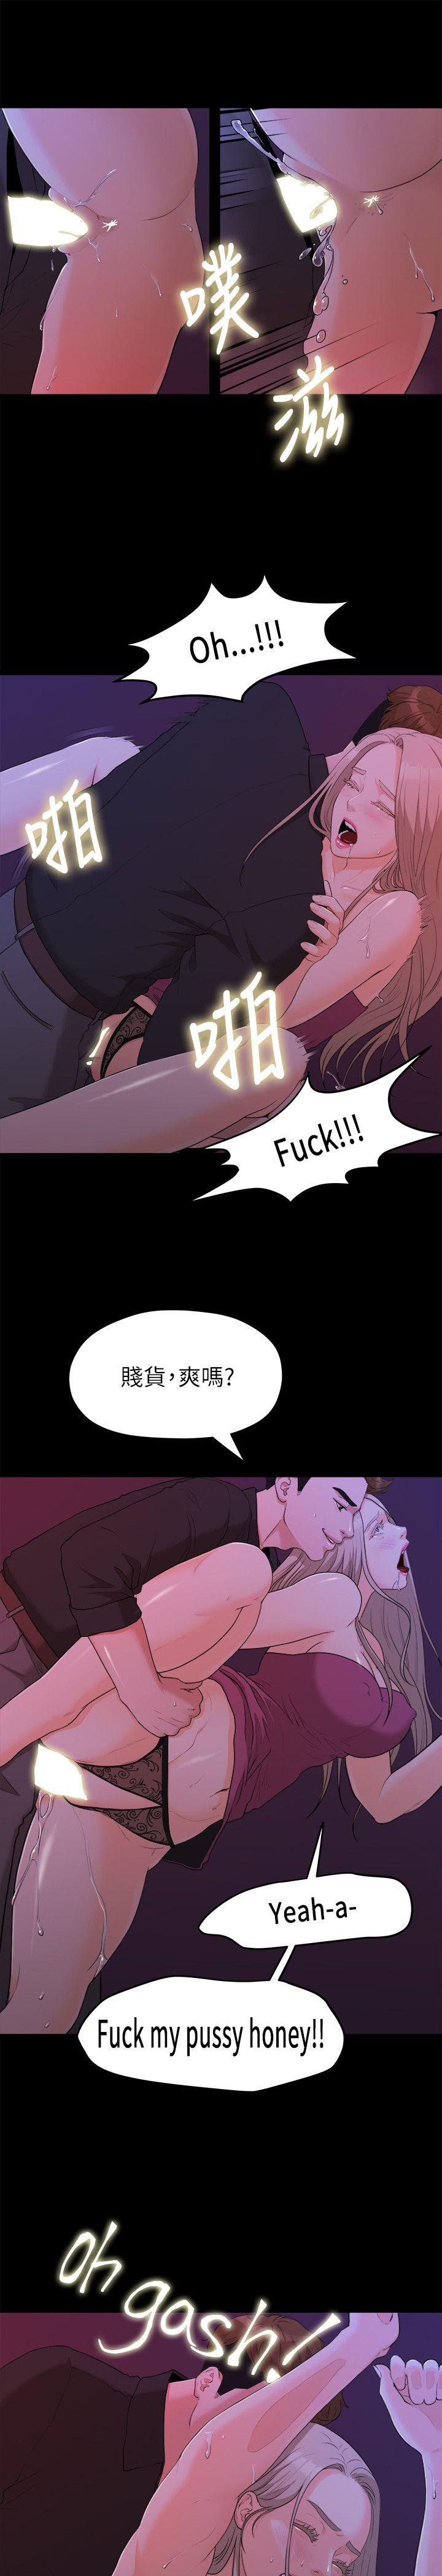 噗
滋
Oh...!!!
啪
啪
Fuck!!!
賤貨，爽嗎?
Yeah-a-
Fuck my pussy honey!!
oh gash!